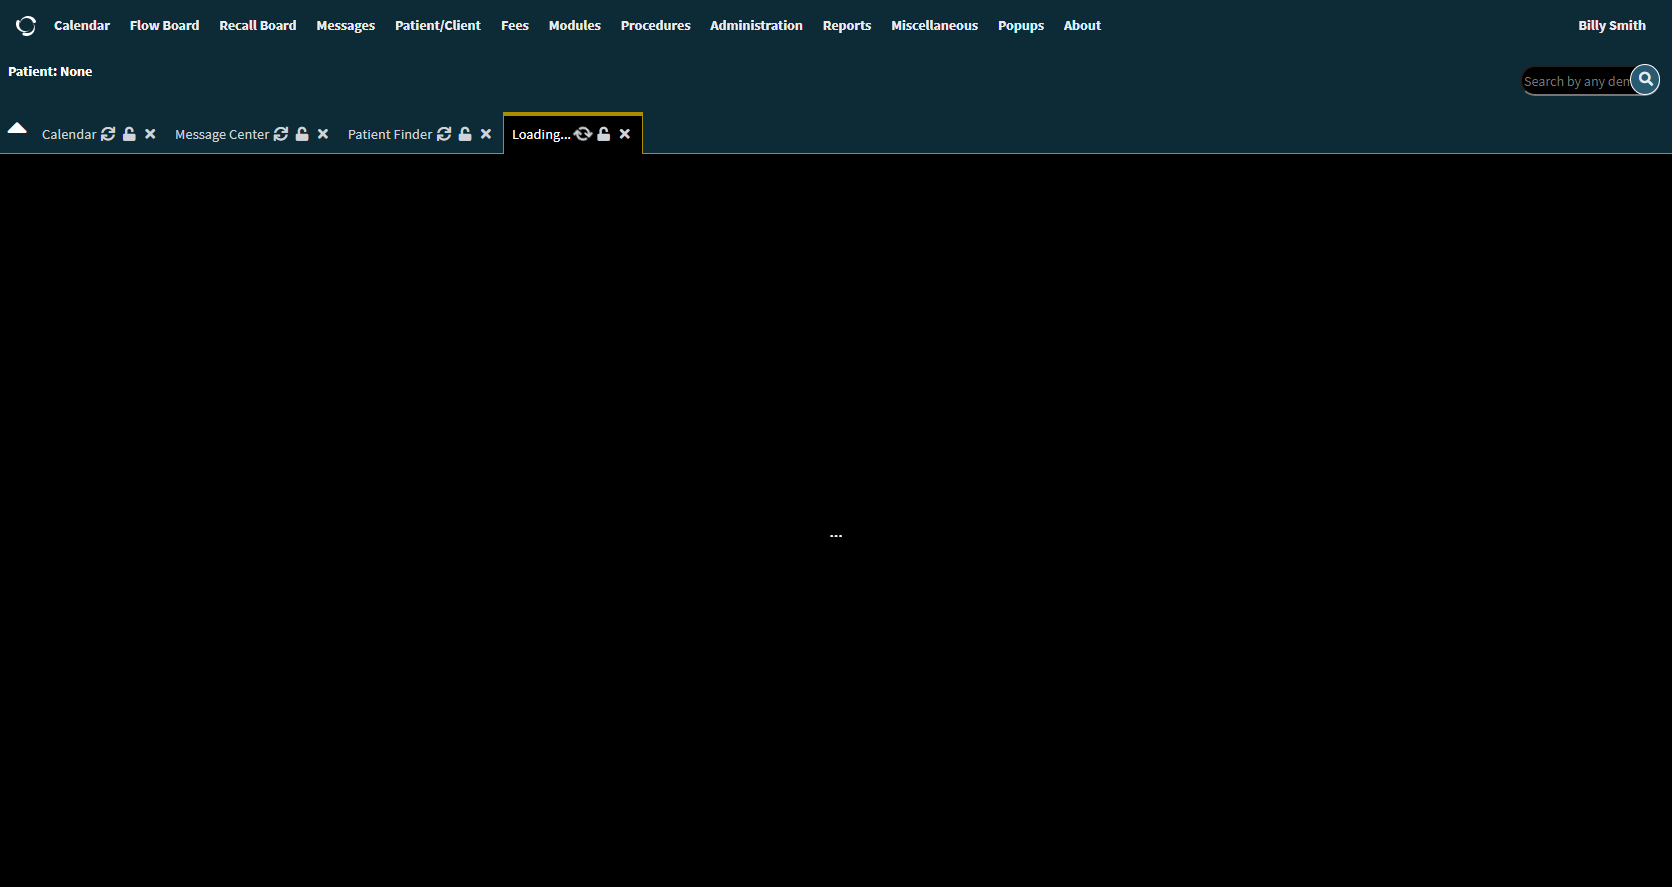 Calendar Flow Board Recall Board Messages Patient/Client Fees Modules Procedures Administration Reports Miscellaneous Popups About Billy Smith
Patient: None
Search by any den
Calendar Message Center Patient Finder Loading...
...